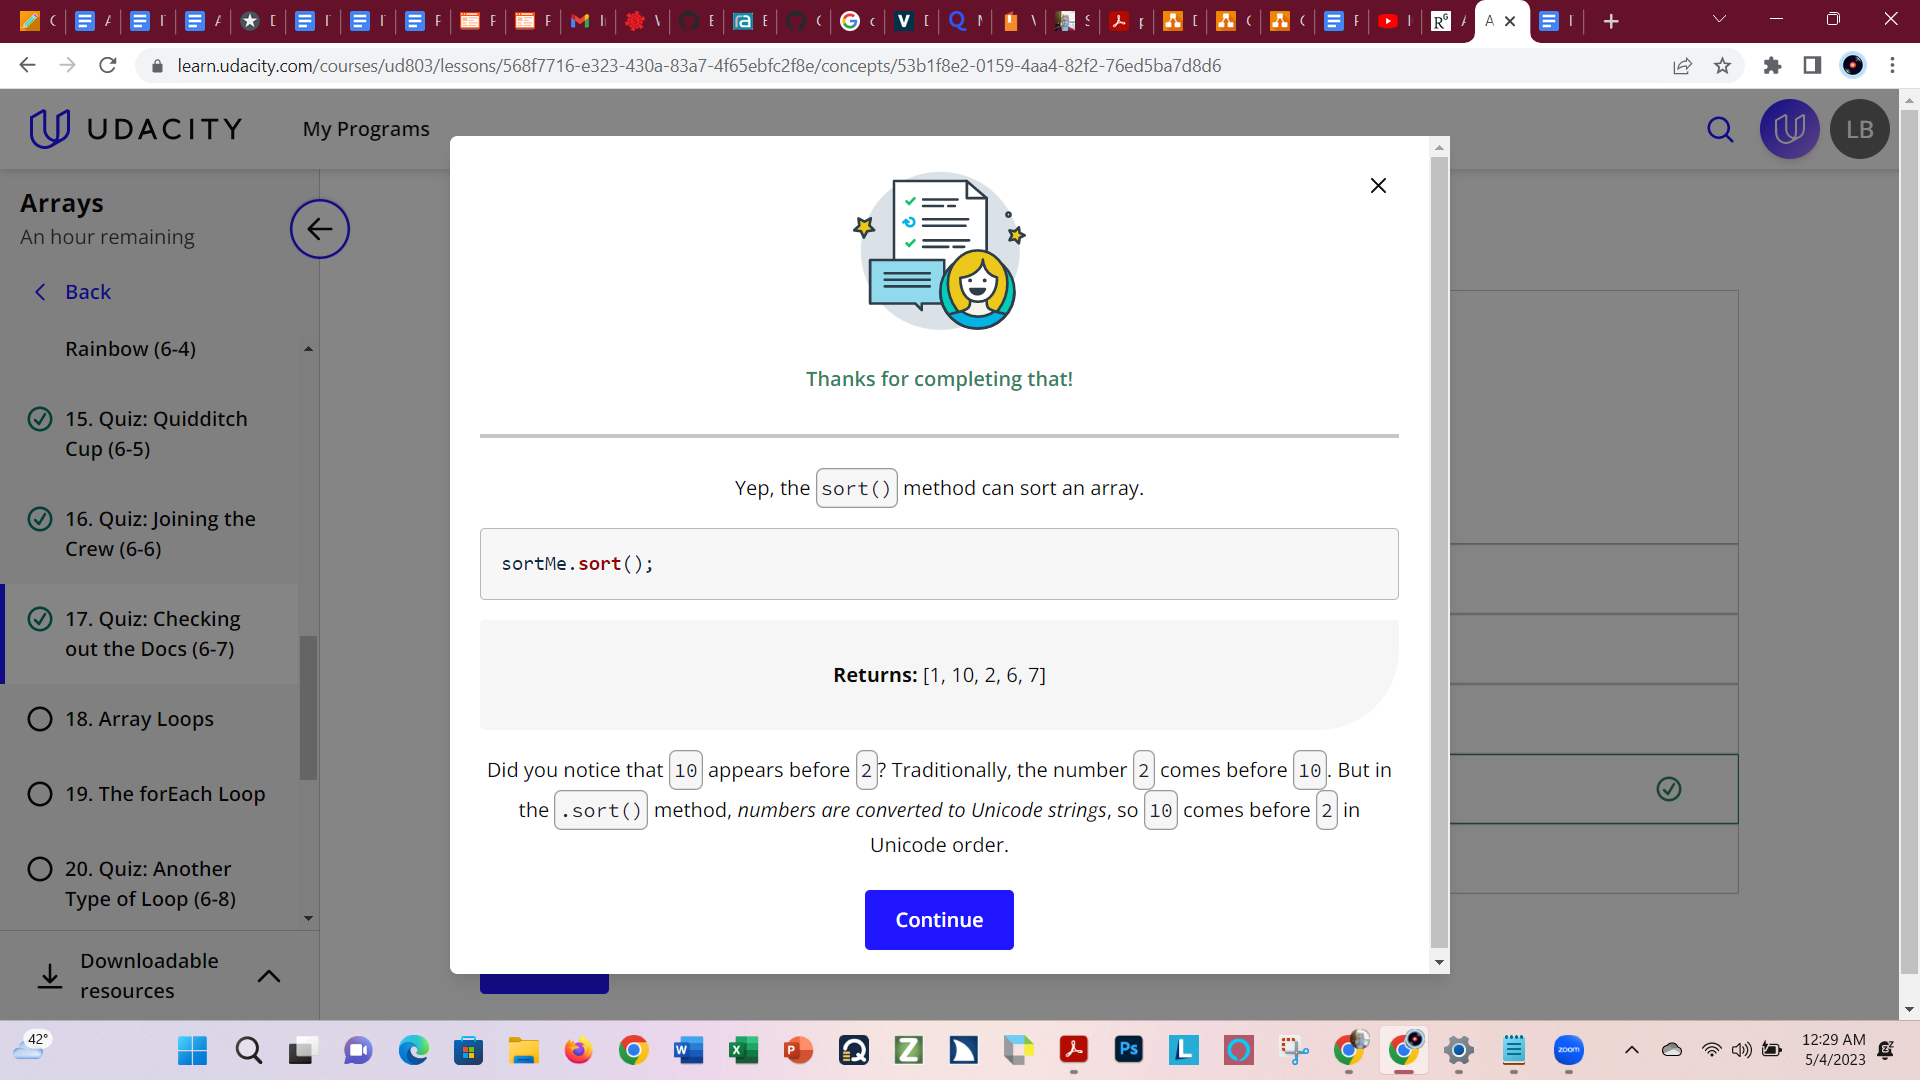 learn.udacity.com/courses/ud803/lessons/568f7716-e323-430a-83a7-4f65ebfc2f8e/concepts/53b1f8e2-0159-4aa4-82f2-76ed5ba7d8d6
UDACITY
My Programs
LB
Arrays
An hour remaining
Back
Rainbow (6-4)
15. Quiz: Quidditch
Cup (6-5)
16. Quiz: Joining the
Crew (6-6)
17. Quiz: Checking
out the Docs (6-7)
18. Array Loops
19. The forEach Loop
20. Quiz: Another
Type of Loop (6-8)
Downloadable
resources
Thanks for completing that!
Yep, the sort() method can sort an array.
sortMe.sort();
Returns: [1, 10, 2, 6, 7]
Did you notice that 10 appears before 2? Traditionally, the number 2 comes before 10. But in
the .sort() method, numbers are converted to Unicode strings, so 10 comes before 2 in
Unicode order.
Continue
42°
zoom
12:29 AM
5/4/2023